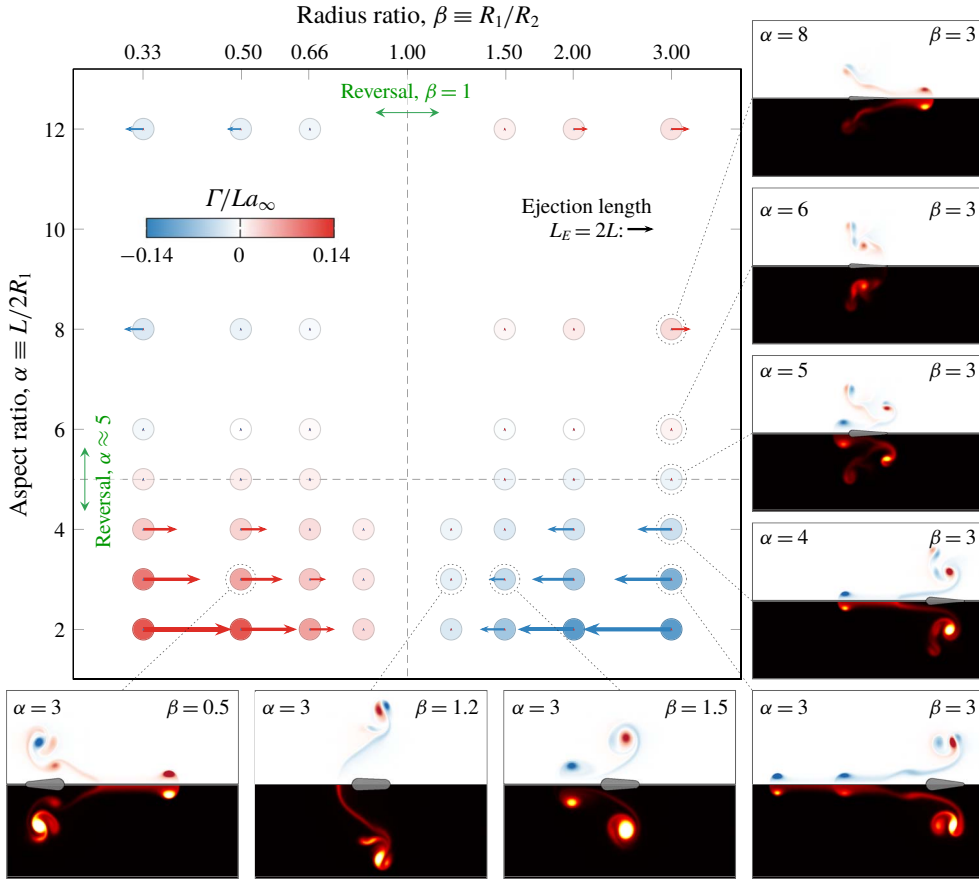 Radius ratio, β ≡ R₁/R₂
0.33 0.50 0.66 1.00 1.50 2.00 3.00
Reversal, β = 1
Aspect ratio, α ≡ L/2R₁
12
10
8
6
4
2
Reversal, α ≈ 5
Γ/La∞
−0.14 0 0.14
Ejection length
L_E = 2L:
α = 8 β = 3
α = 6 β = 3
α = 5 β = 3
α = 4 β = 3
α = 3 β = 0.5
α = 3 β = 1.2
α = 3 β = 1.5
α = 3 β = 3